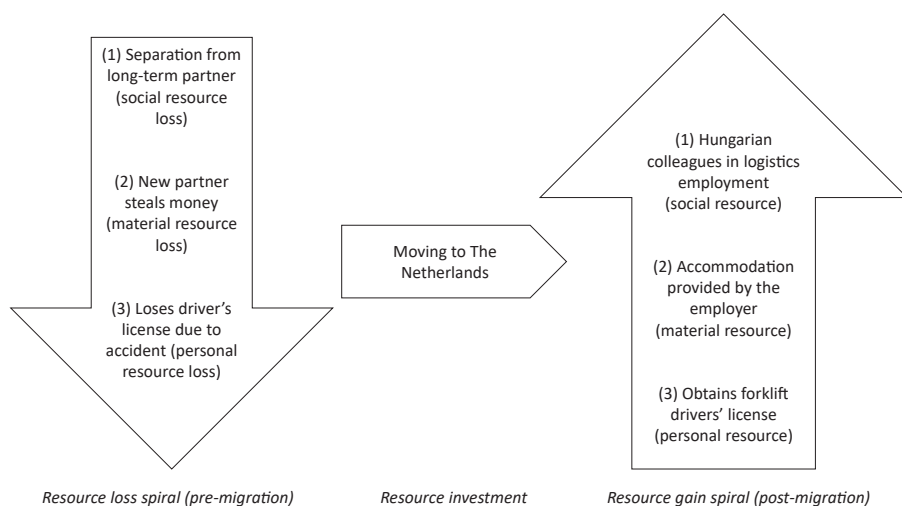 (1) Separation from
long-term partner
(social resource
loss)
(2) New partner
steals money
(material resource
loss)
(3) Loses driver’s
license due to
accident (personal
resource loss)
Moving to The
Netherlands
(1) Hungarian
colleagues in logistics
employment
(social resource)
(2) Accommodation
provided by the
employer
(material resource)
(3) Obtains forklift
drivers’ license
(personal resource)
Resource loss spiral (pre-migration)
Resource investment
Resource gain spiral (post-migration)